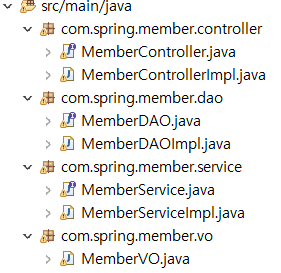 src/main/java
com.spring.member.controller
MemberController.java
MemberControllerImpl.java
com.spring.member.dao
MemberDAO.java
MemberDAOImpl.java
com.spring.member.service
MemberService.java
MemberServiceImpl.java
com.spring.member.vo
MemberVO.java